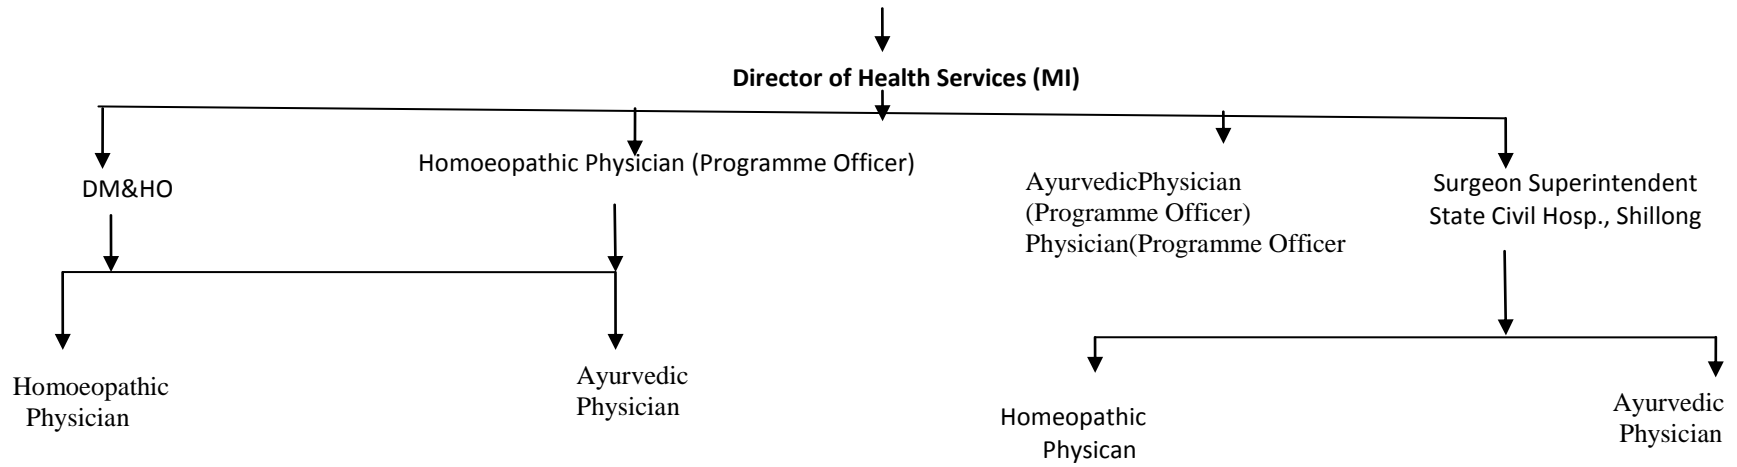 Director of Health Services (MI)
DM&HO
Homoeopathic Physician (Programme Officer)
AyurvedicPhysician
(Programme Officer)
Physician(Programme Officer
Surgeon Superintendent
State Civil Hosp., Shillong
Homoeopathic
Physician
Ayurvedic
Physician
Homeopathic
Physican
Ayurvedic
Physician